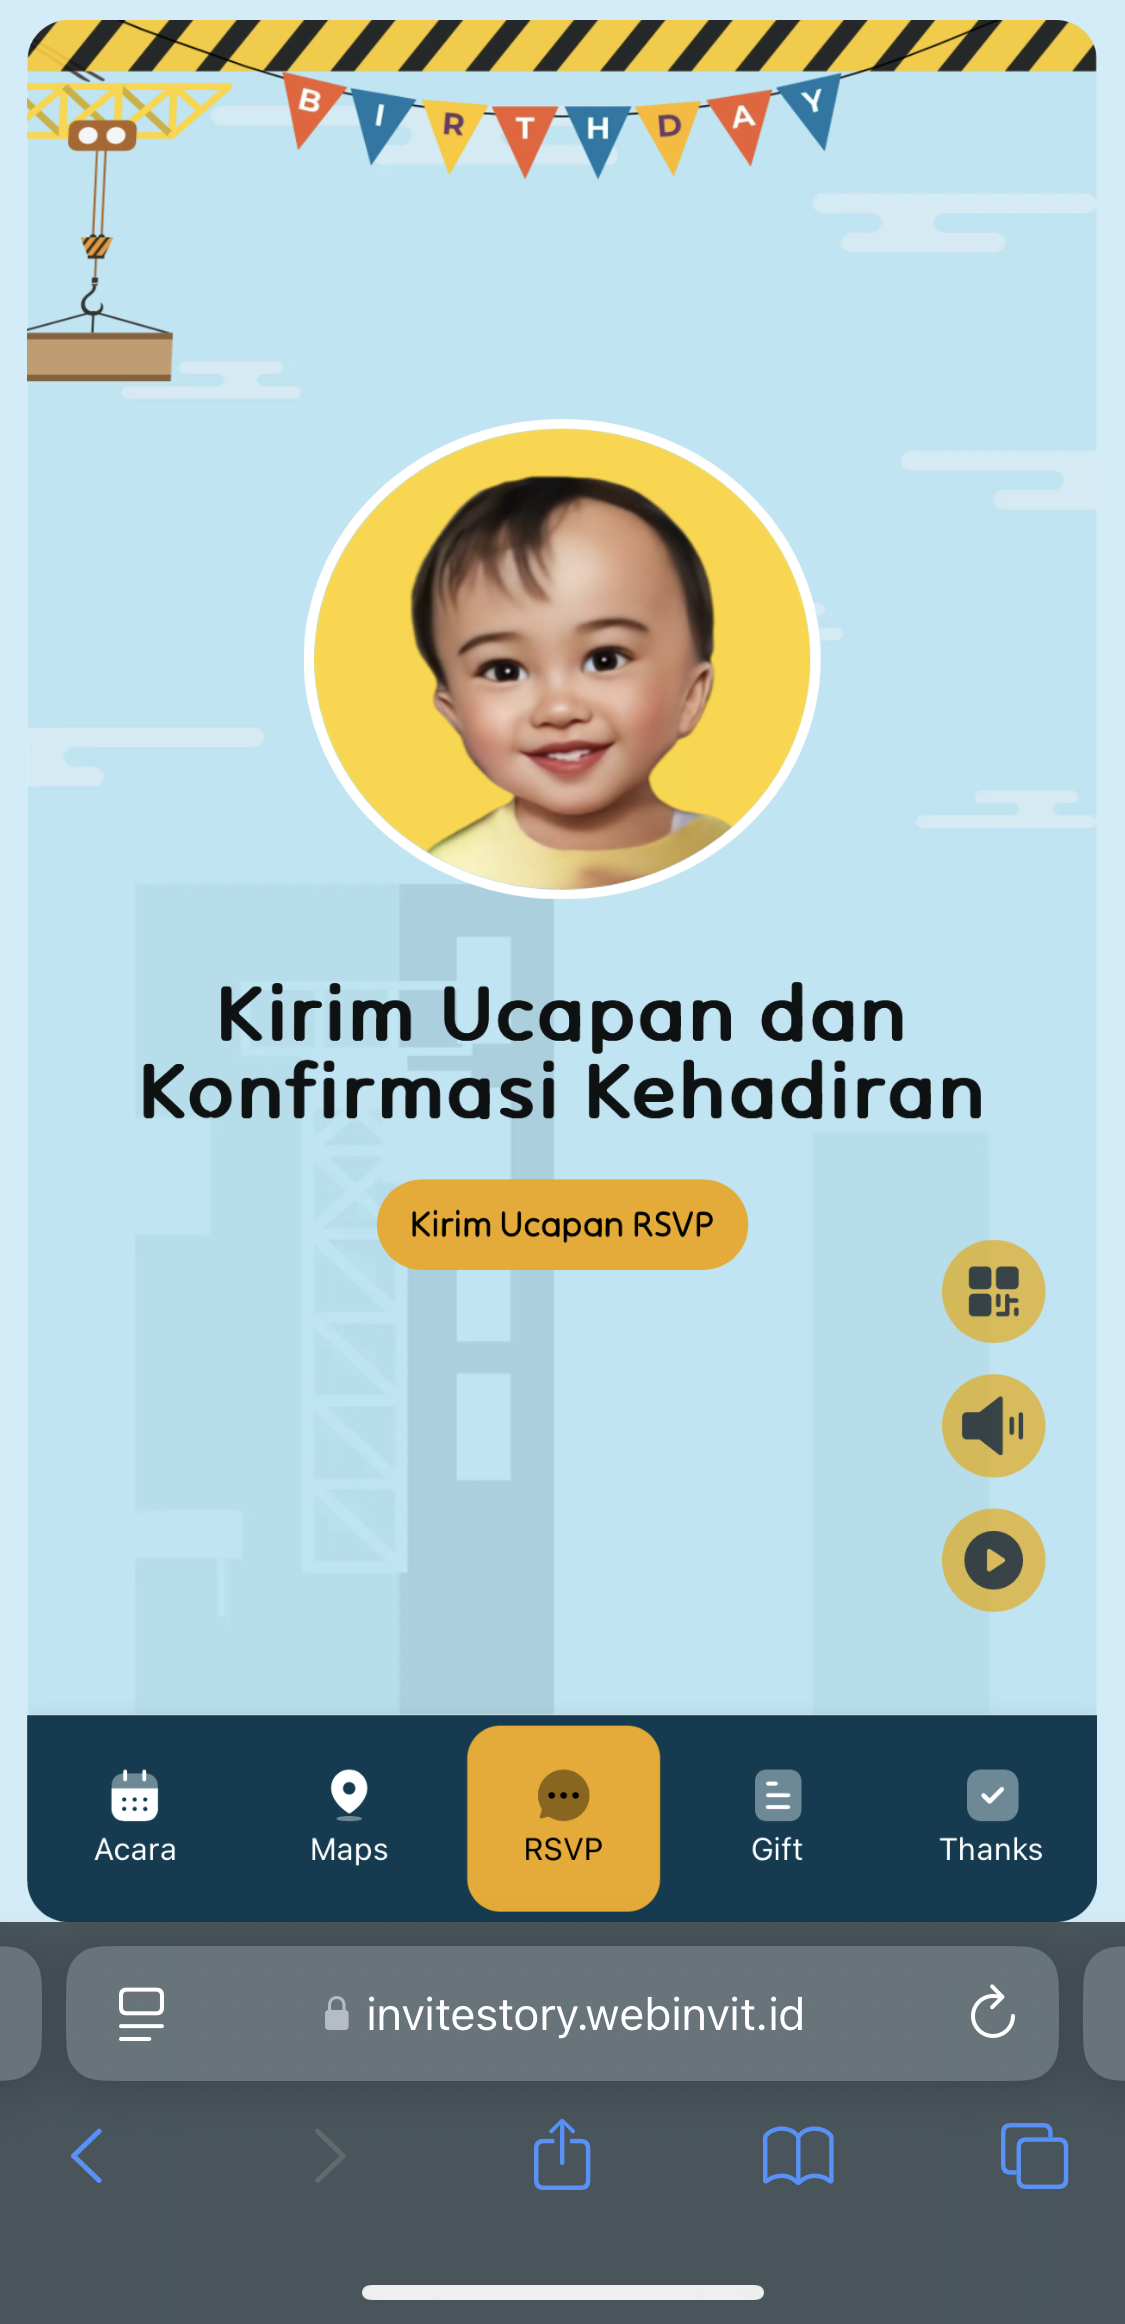 BIRTHDAY
Kirim Ucapan dan
Konfirmasi Kehadiran
Kirim Ucapan RSVP
Acara
Maps
RSVP
Gift
Thanks
invitestory.webinvit.id